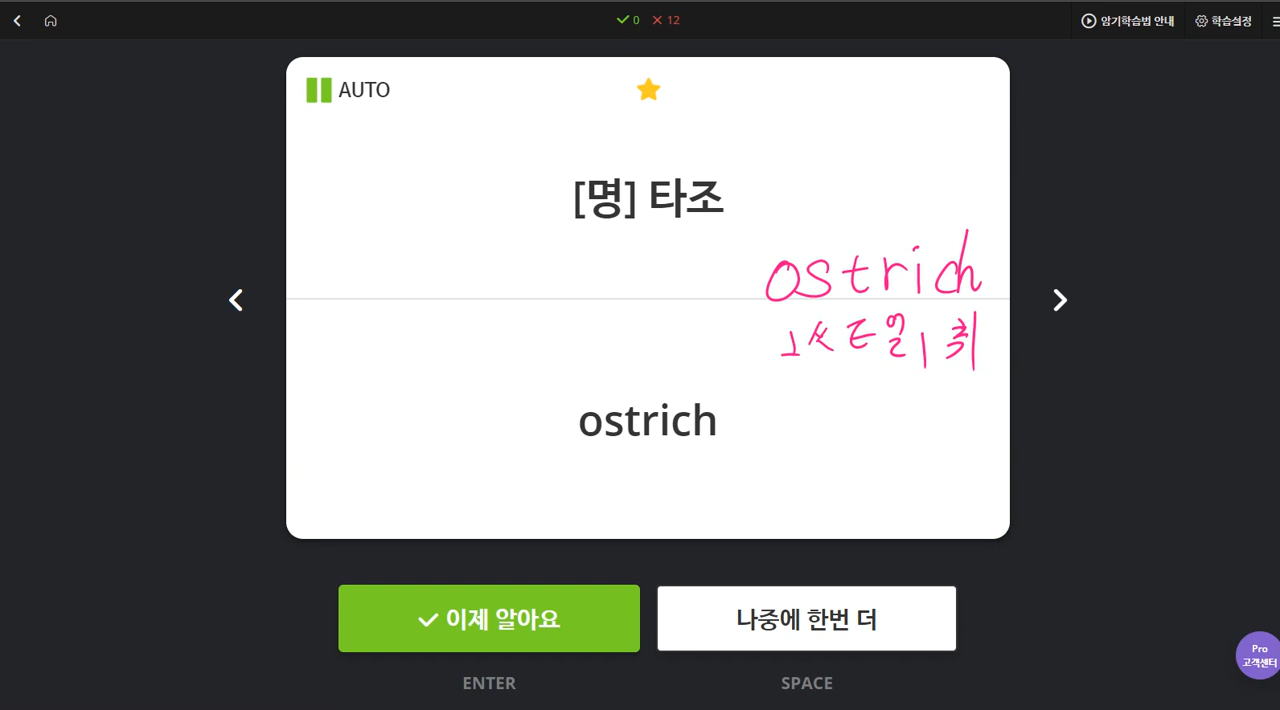 0 12 암기학습법 안내 학습설정
AUTO
[명] 타조
ostrich
ostrich
이제 알아요 나중에 한번 더
ENTER SPACE
Pro
고객센터